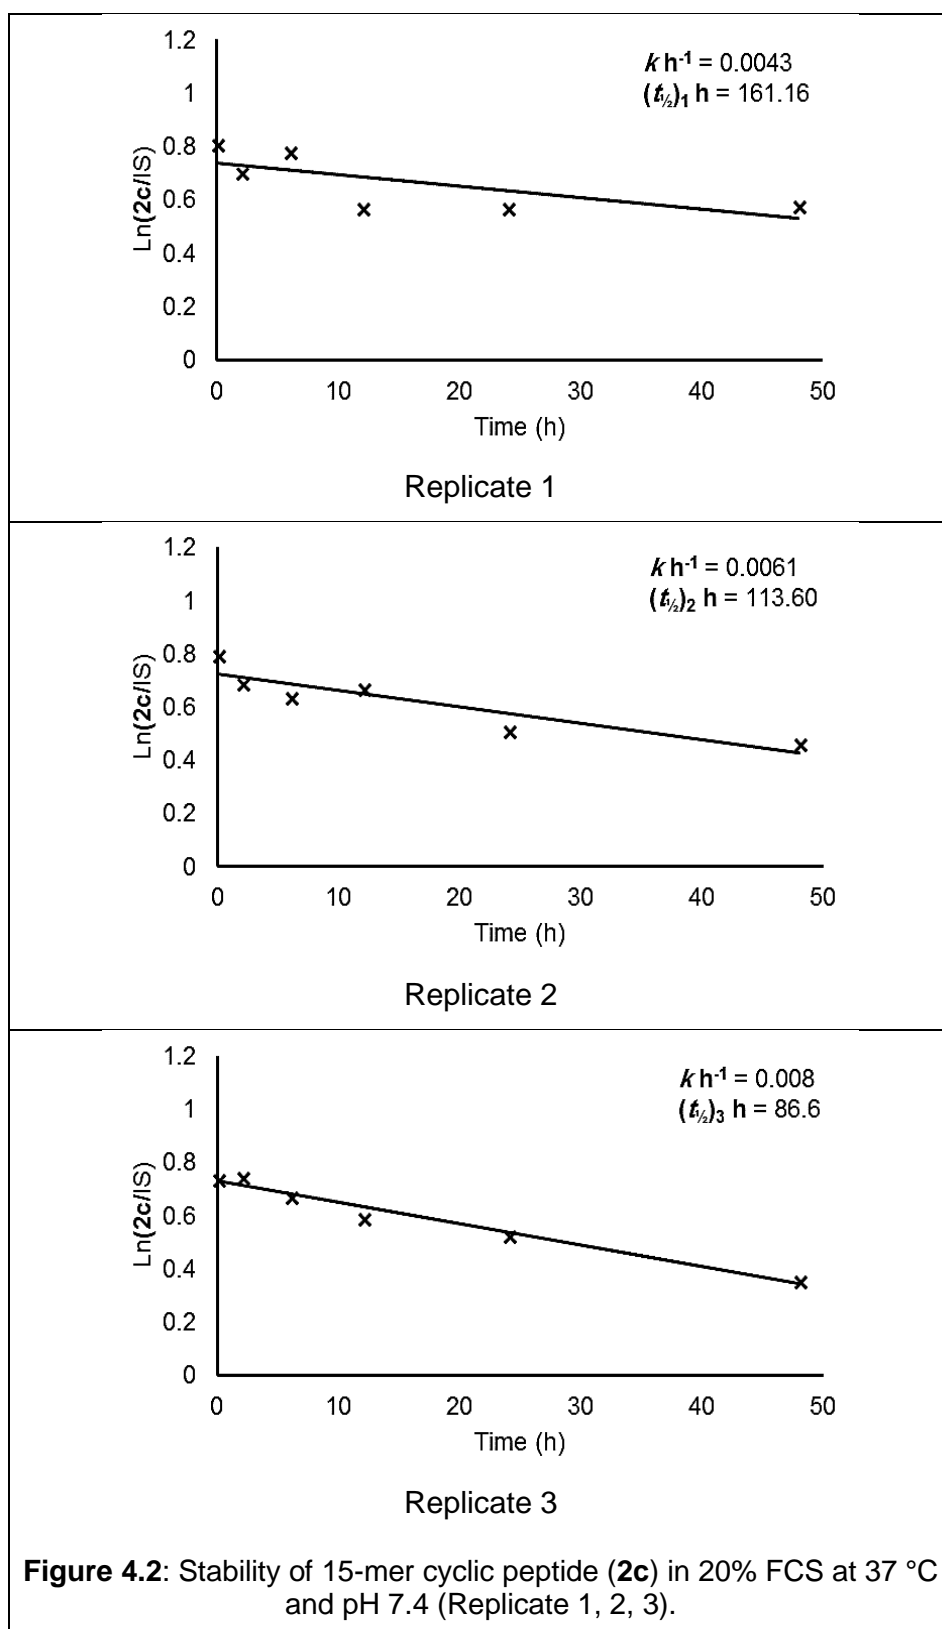 1.2
1
0.8
0.6
0.4
0.2
0
Ln(2c/IS)
k h-1 = 0.0043
(t½)1 h = 161.16
0 10 20 30 40 50
Time (h)
Replicate 1
1.2
1
0.8
0.6
0.4
0.2
0
Ln(2c/IS)
k h-1 = 0.0061
(t½)2 h = 113.60
0 10 20 30 40 50
Time (h)
Replicate 2
1.2
1
0.8
0.6
0.4
0.2
0
Ln(2c/IS)
k h-1 = 0.008
(t½)3 h = 86.6
0 10 20 30 40 50
Time (h)
Replicate 3
Figure 4.2: Stability of 15-mer cyclic peptide (2c) in 20% FCS at 37 °C
and pH 7.4 (Replicate 1, 2, 3).